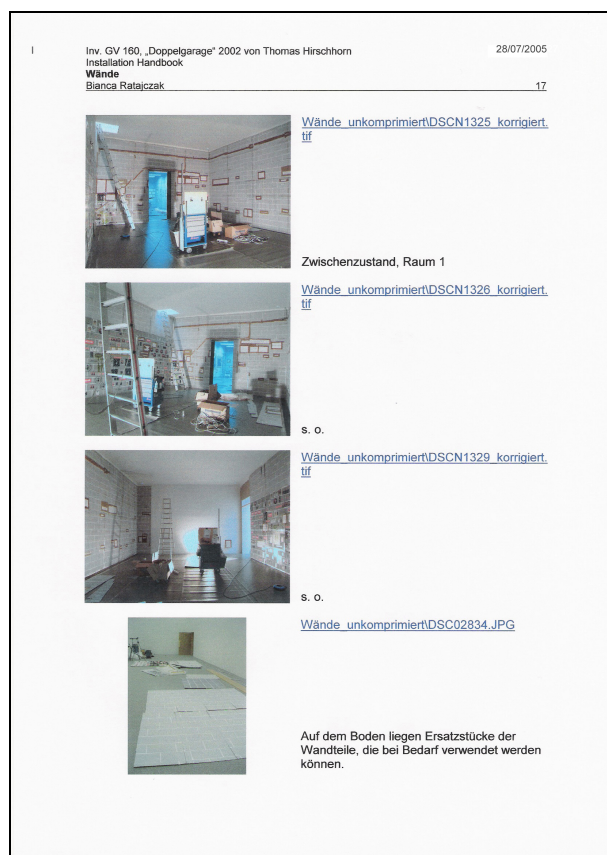 Inv. GV 160, „Doppelgarage" 2002 von Thomas Hirschhorn 28/07/2005
Installation Handbook
Wände
Bianca Ratajczak 17
Wände_unkomprimiert\DSCN1325_korrigiert.
tif
Zwischenzustand, Raum 1
Wände_unkomprimiert\DSCN1326_korrigiert.
tif
s. o.
Wände_unkomprimiert\DSCN1329_korrigiert.
tif
s. o.
Wände_unkomprimiert\DSC02834.JPG
Auf dem Boden liegen Ersatzstücke der
Wandteile, die bei Bedarf verwendet werden
können.